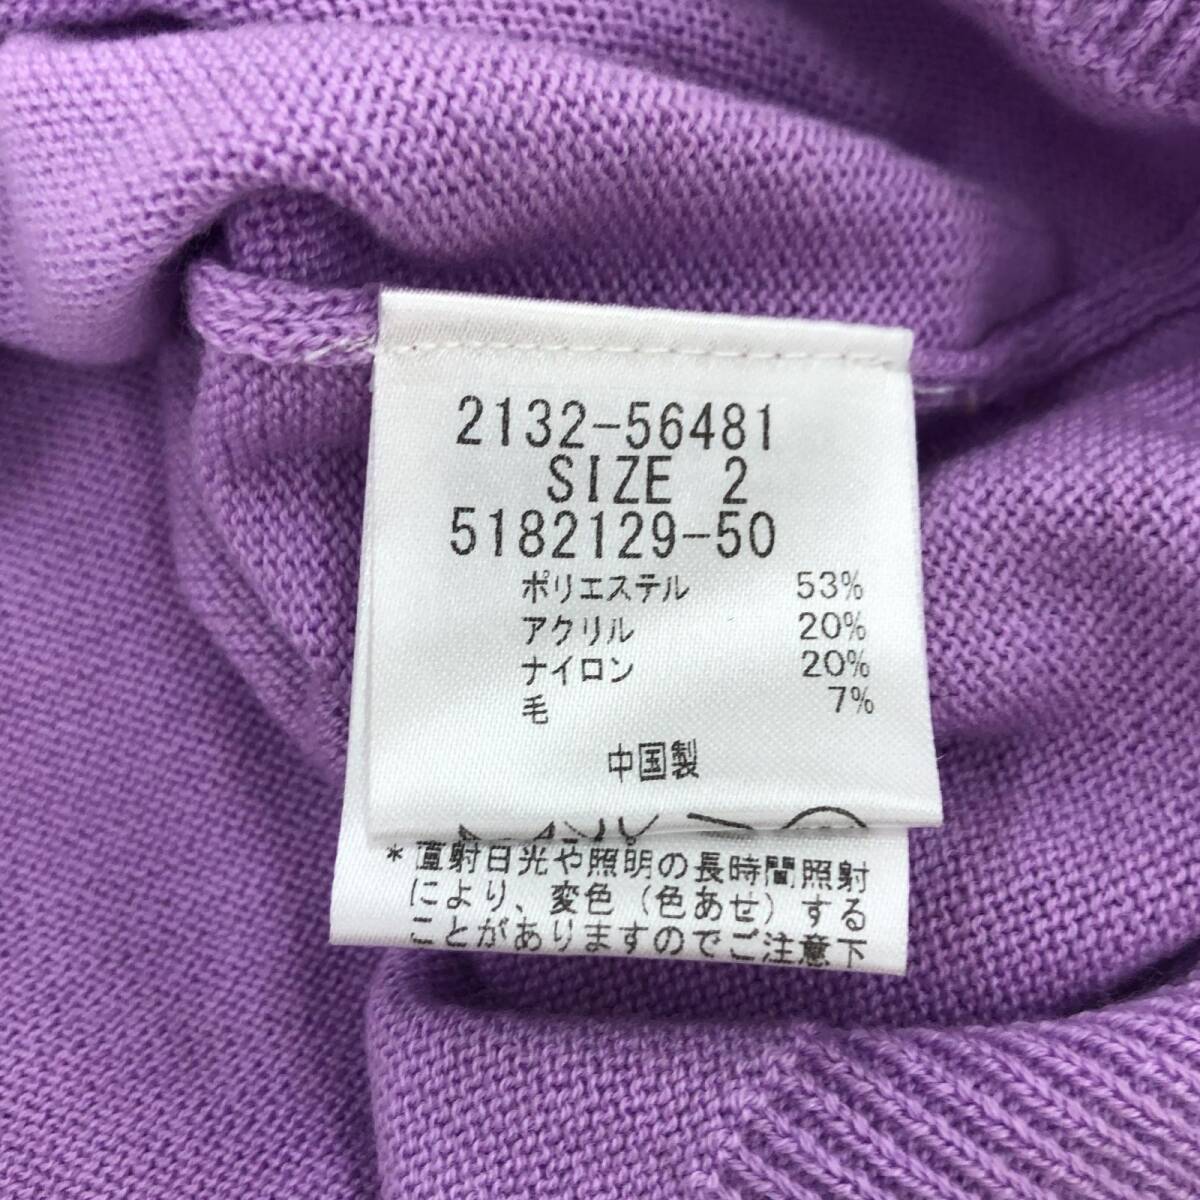 2132-56481
SIZE 2
5182129-50
ポリエステル 53%
アクリル 20%
ナイロン 20%
毛 7%
中国製
*直射日光や照明の長時間照射
により、変色（色あせ）する
ことがありますのでご注意下